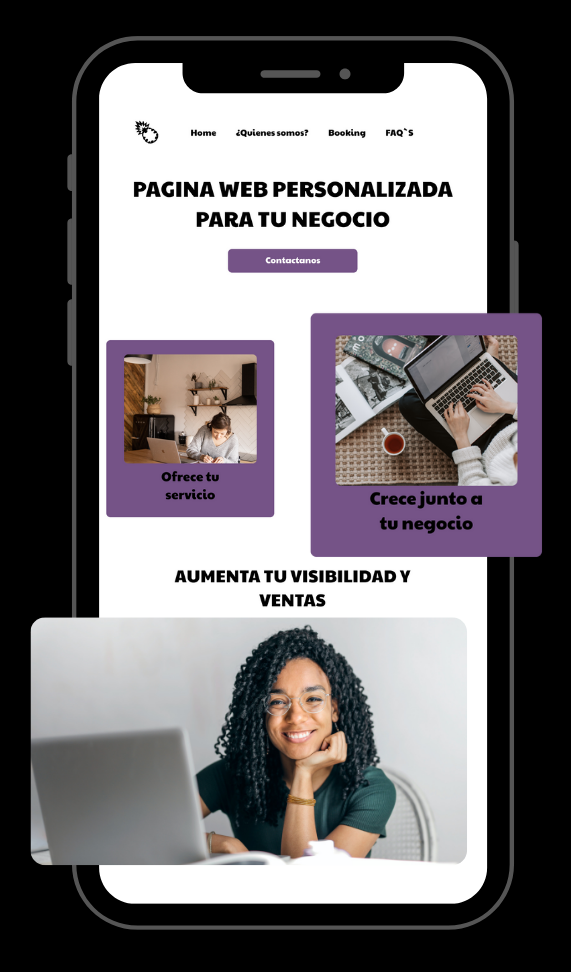 Home ¿Quienes somos? Booking FAQ`S
PAGINA WEB PERSONALIZADA
PARA TU NEGOCIO
Contactanos
Ofrece tu
servicio
Crece junto a
tu negocio
AUMENTA TU VISIBILIDAD Y
VENTAS